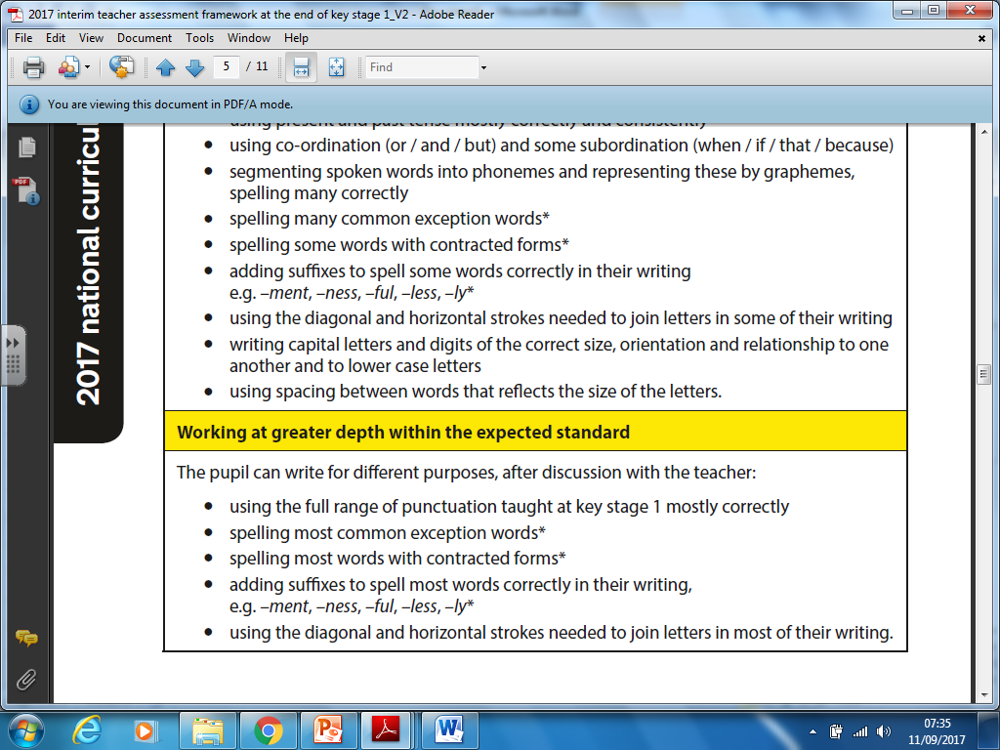 2017 interim teacher assessment framework at the end of key stage 1_V2 - Adobe Reader
File Edit View Document Tools Window Help
5 / 11 Find
You are viewing this document in PDF/A mode.
2017 national curricu
using present and past tense mostly correctly and consistently
• using co-ordination (or / and / but) and some subordination (when / if / that / because)
• segmenting spoken words into phonemes and representing these by graphemes,
spelling many correctly
• spelling many common exception words*
• spelling some words with contracted forms*
• adding suffixes to spell some words correctly in their writing
e.g. –ment, –ness, –ful, –less, –ly*
• using the diagonal and horizontal strokes needed to join letters in some of their writing
• writing capital letters and digits of the correct size, orientation and relationship to one
another and to lower case letters
• using spacing between words that reflects the size of the letters.
Working at greater depth within the expected standard
The pupil can write for different purposes, after discussion with the teacher:
• using the full range of punctuation taught at key stage 1 mostly correctly
• spelling most common exception words*
• spelling most words with contracted forms*
• adding suffixes to spell most words correctly in their writing,
e.g. –ment, –ness, –ful, –less, –ly*
• using the diagonal and horizontal strokes needed to join letters in most of their writing.
07:35
11/09/2017